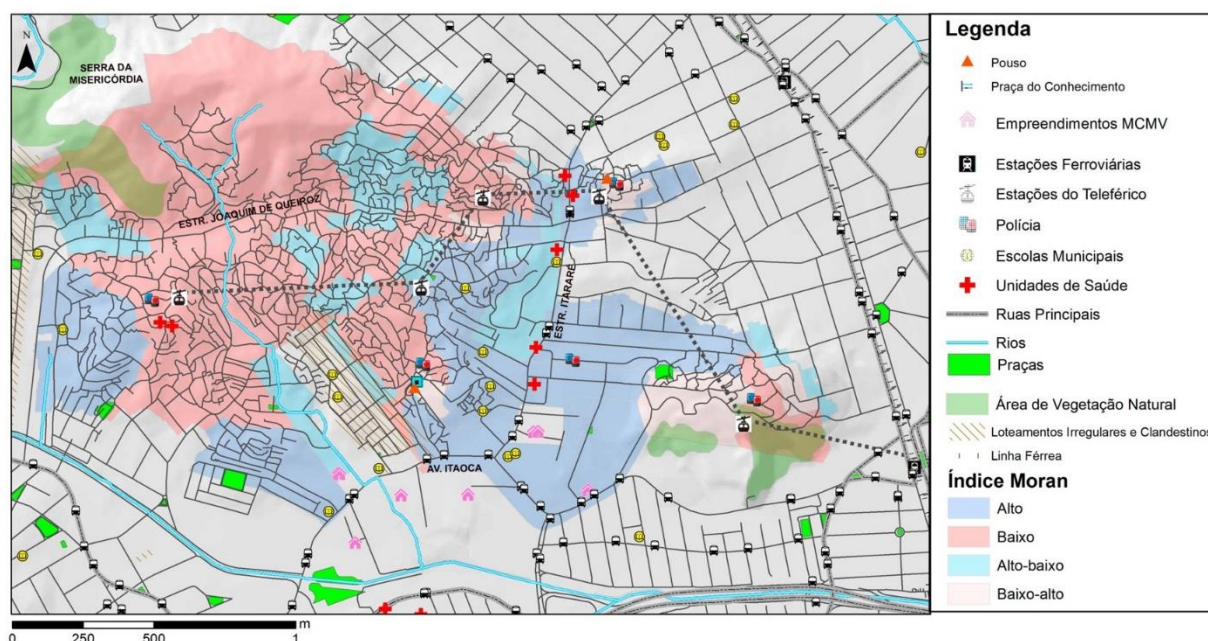 N
SERRA DA
MISERICÓRDIA
ESTR. JOAQUIM DE QUEIROZ
ESTR. ITARARÉ
AV. ITAOCA
m
0 250 500 1
Legenda
Pouso
Praça do Conhecimento
Empreendimentos MCMV
Estações Ferroviárias
Estações do Teleférico
Polícia
Escolas Municipais
Unidades de Saúde
Ruas Principais
Rios
Praças
Área de Vegetação Natural
Loteamentos Irregulares e Clandestinos
Linha Férrea
Índice Moran
Alto
Baixo
Alto-baixo
Baixo-alto